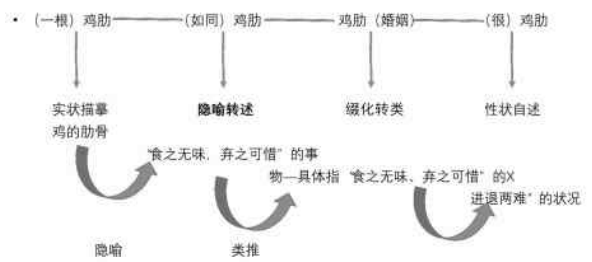 • （一根）鸡肋 （如同）鸡肋 鸡肋（婚姻） （很）鸡肋
实状描摹 隐喻转述 缀化转类 性状自述
鸡的肋骨
“食之无味，弃之可惜”的事
物—具体指“食之无味、弃之可惜”的X
进退两难”的状况
隐喻 类推